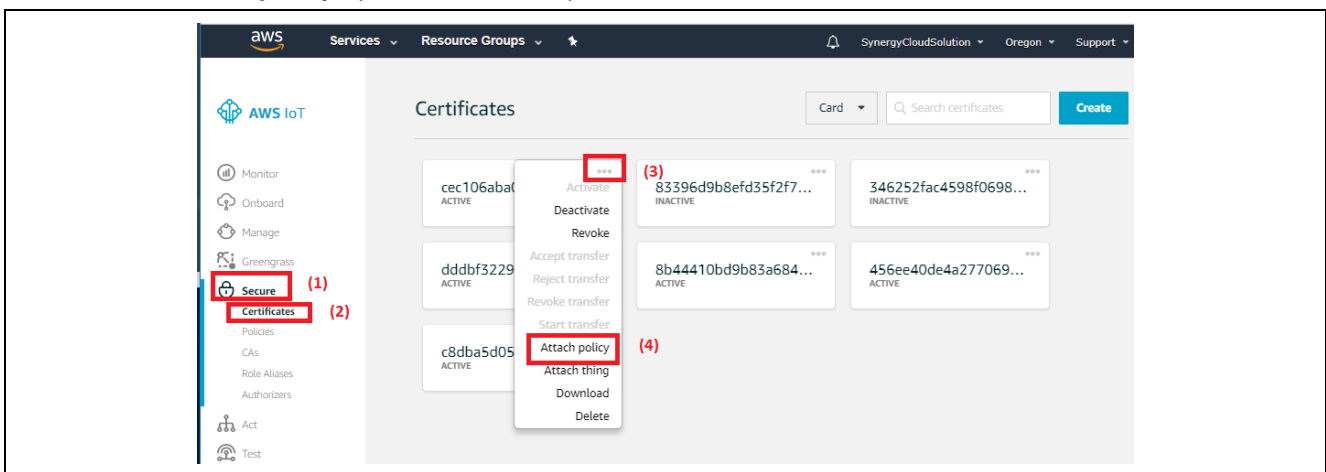 aws Services Resource Groups SynergyCloudSolution Oregon Support
AWS IoT
Certificates Card Search certificates Create
Monitor
Onboard
Manage
Greengrass
Secure (1)
Certificates (2)
Policies
CAs
Role Aliases
Authorizers
Act
Test
cec106aba
ACTIVE
... (3)
Activate
Deactivate
Revoke
Accept transfer
Reject transfer
Revoke transfer
Start transfer
Attach policy (4)
Attach thing
Download
Delete
83396d9b8efd35f2f7...
INACTIVE
346252fac4598f0698...
INACTIVE
dddbf3229
ACTIVE
8b44410bd9b83a684...
ACTIVE
456ee40de4a277069...
ACTIVE
c8dba5d05
ACTIVE